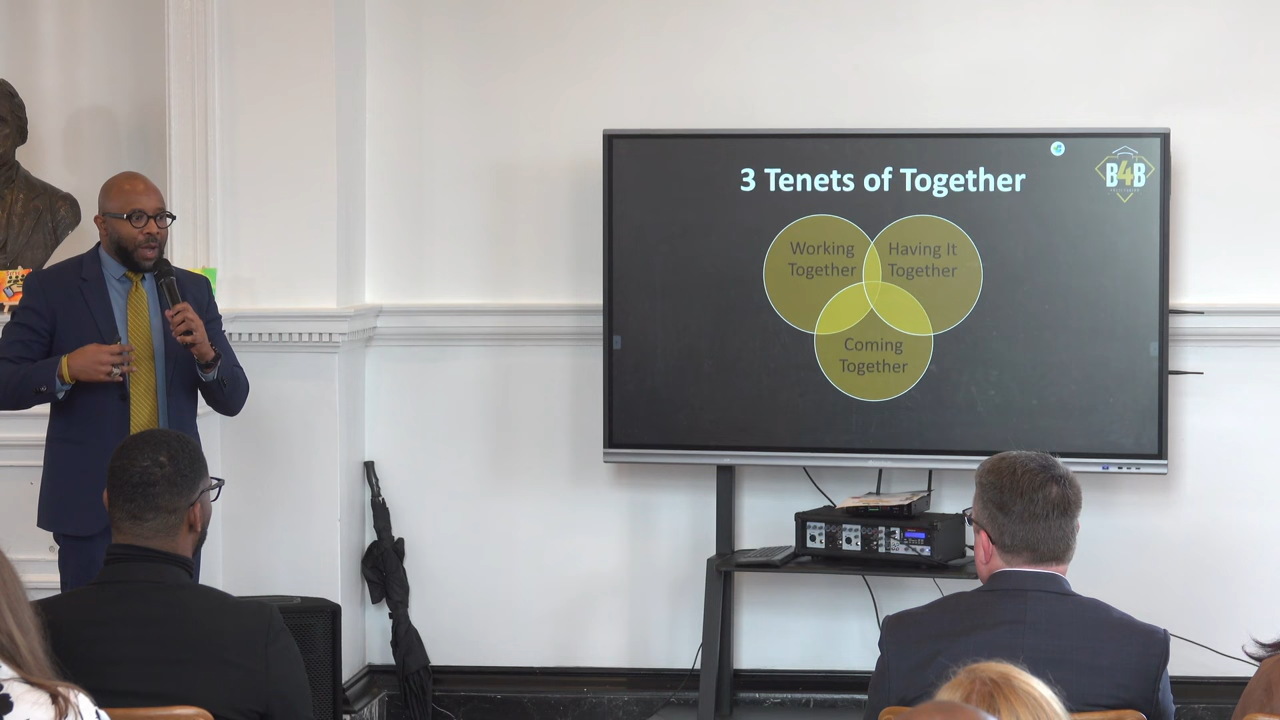 3 Tenets of Together
B4B
Working
Together
Having It
Together
Coming
Together